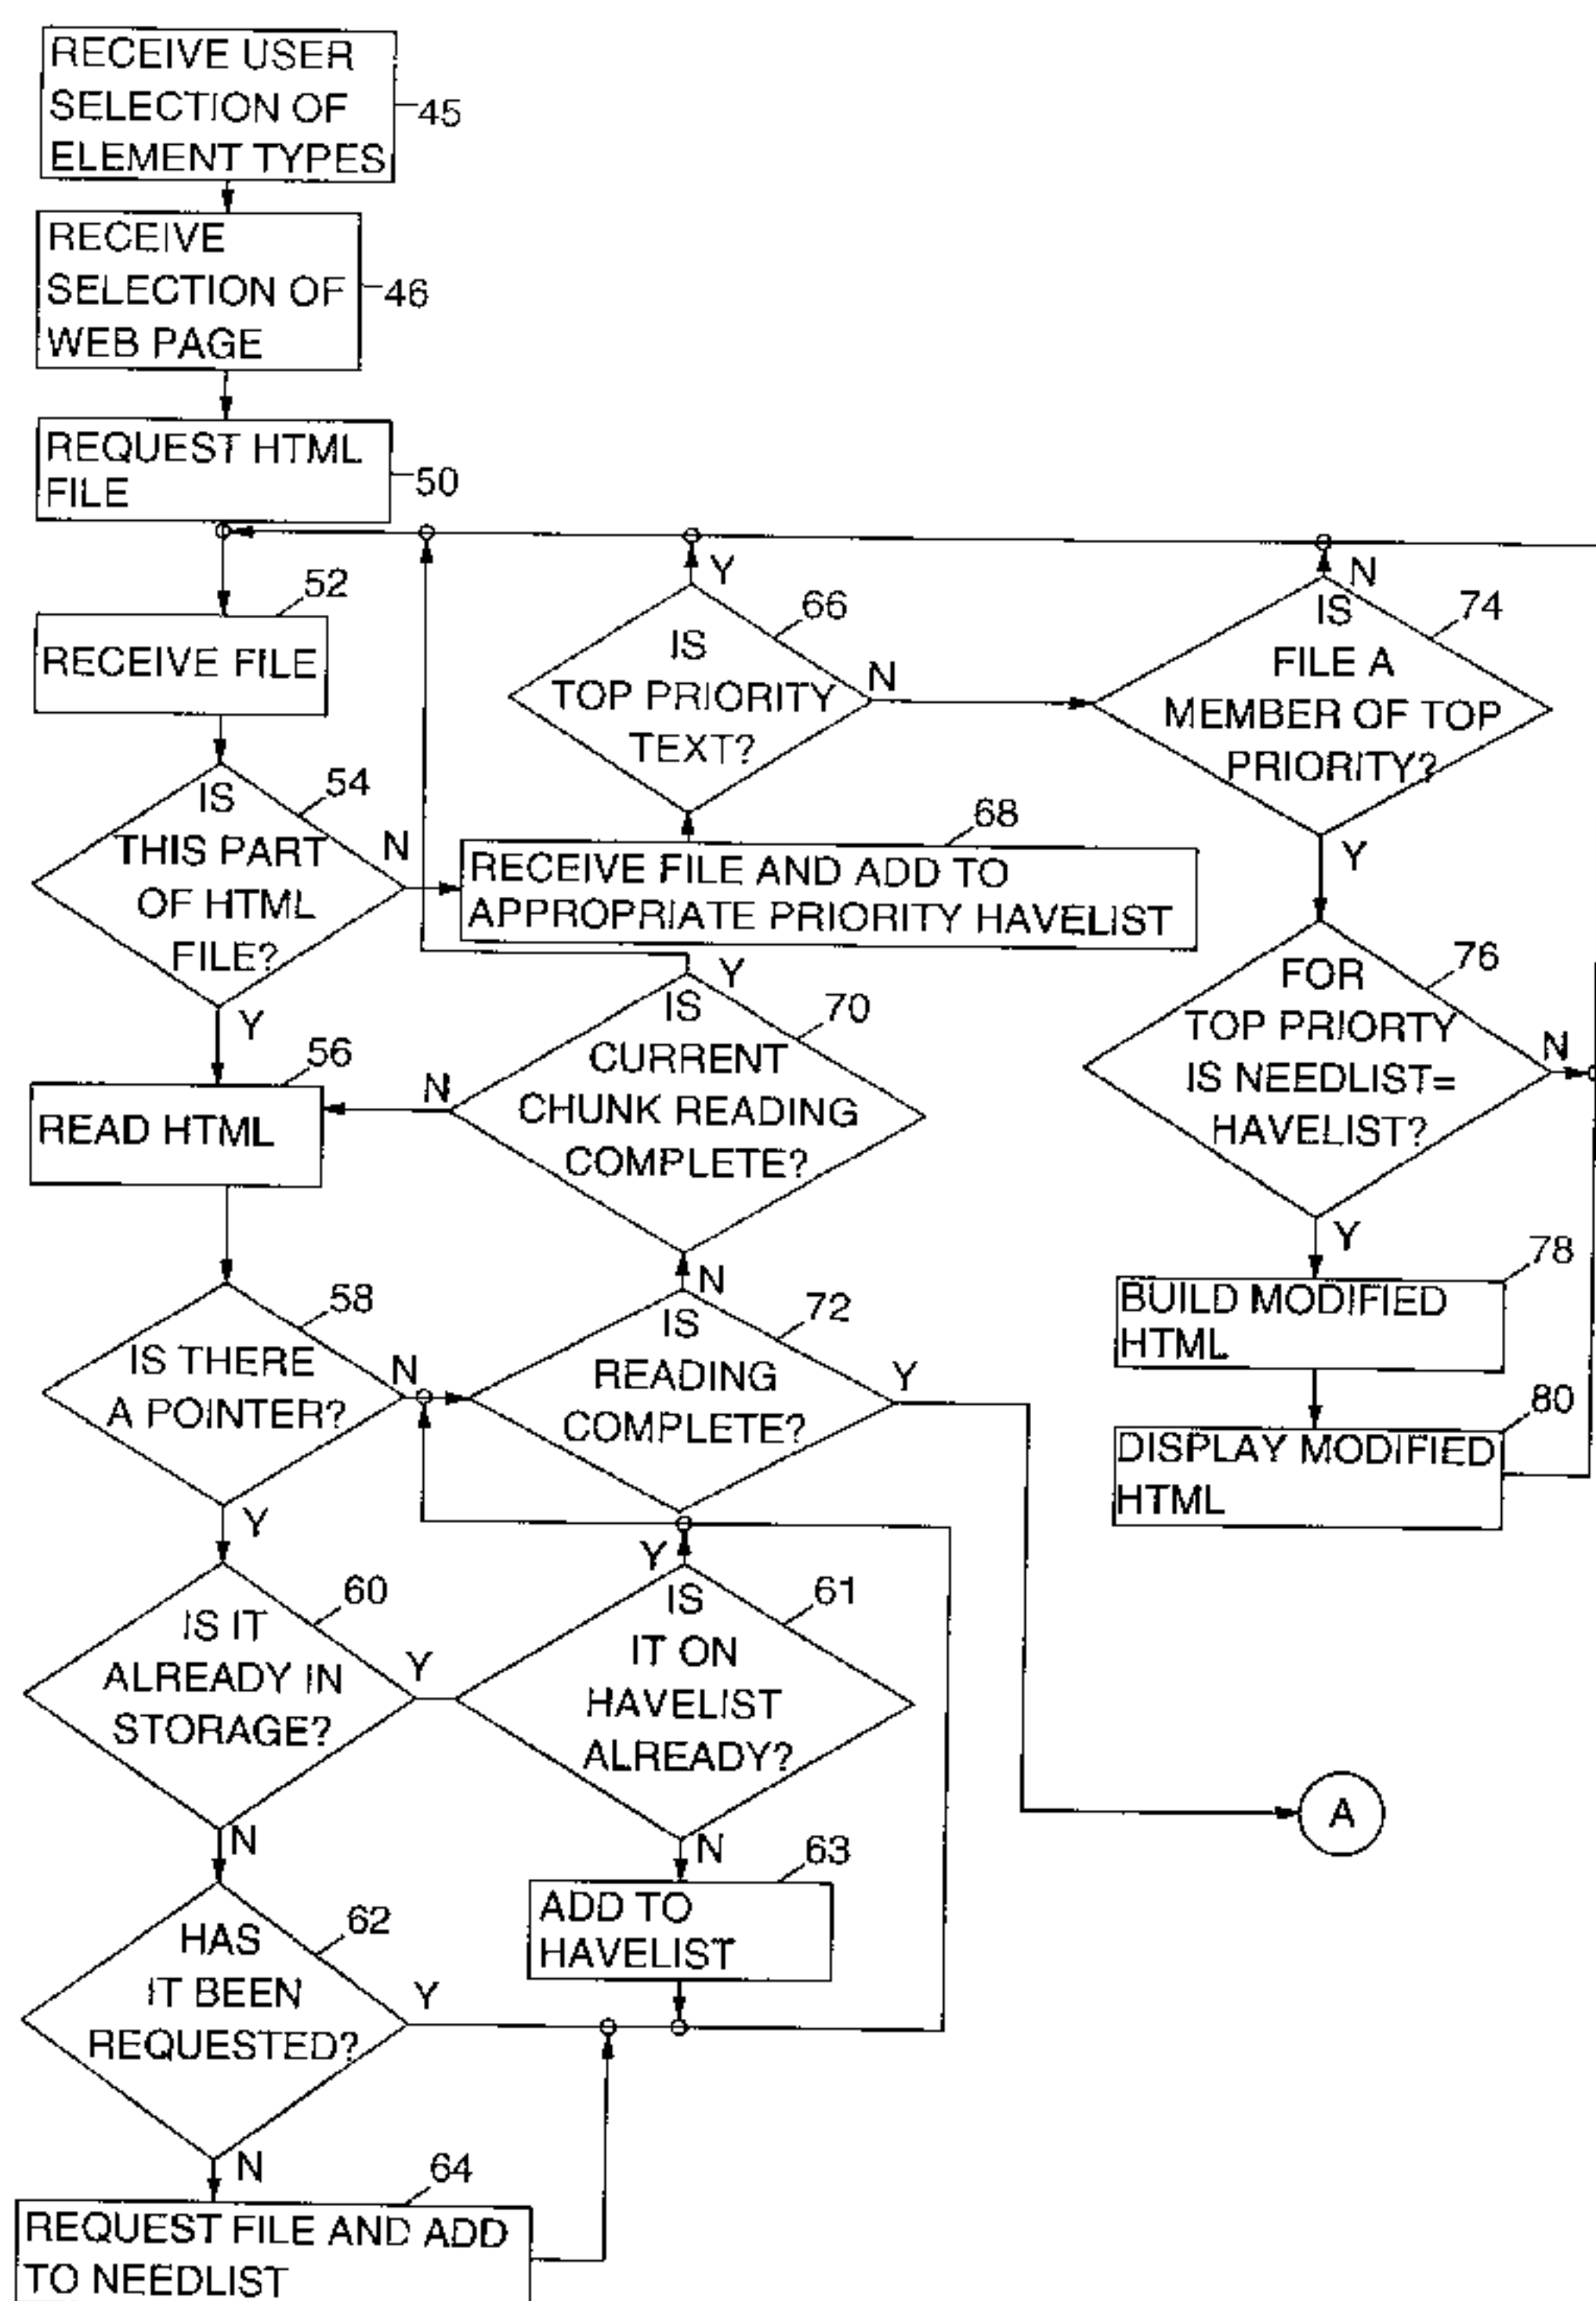 RECEIVE USER
SELECTION OF
ELEMENT TYPES
45
RECEIVE
SELECTION OF
WEB PAGE
46
REQUEST HTML
FILE
50
52
RECEIVE FILE
54
IS
THIS PART
OF HTML
FILE?
N
Y
Y
66
IS
TOP PRIORITY
TEXT?
N
N
74
IS
FILE A
MEMBER OF TOP
PRIORITY?
Y
68
RECEIVE FILE AND ADD TO
APPROPRIATE PRIORITY HAVELIST
76
FOR
TOP PRIORTY
IS NEEDLIST=
HAVELIST?
N
Y
56
READ HTML
Y
70
IS
CURRENT
CHUNK READING
COMPLETE?
N
78
BUILD MODIFIED
HTML
80
DISPLAY MODIFIED
HTML
58
IS THERE
A POINTER?
N
Y
N
72
IS
READING
COMPLETE?
Y
60
IS IT
ALREADY IN
STORAGE?
Y
N
Y
61
IS
IT ON
HAVELIST
ALREADY?
N
A
63
ADD TO
HAVELIST
62
HAS
IT BEEN
REQUESTED?
Y
N
64
REQUEST FILE AND ADD
TO NEEDLIST